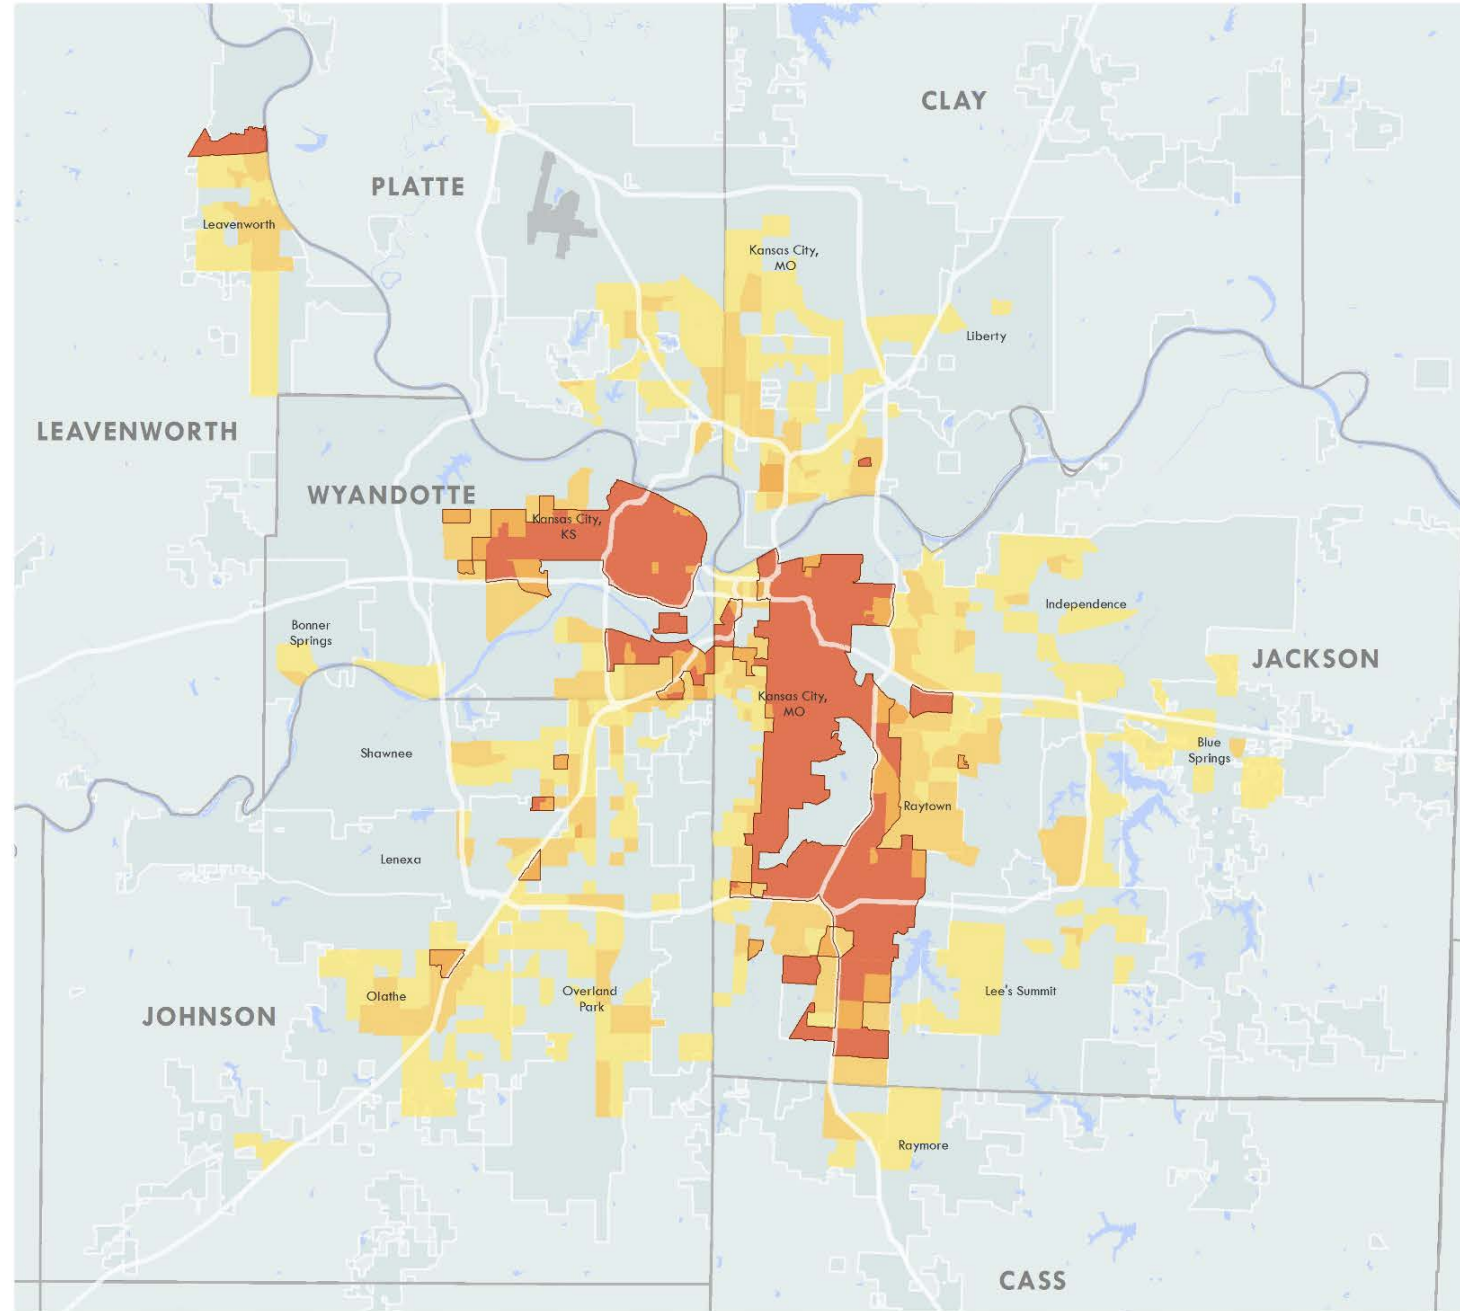 CLAY
PLATTE
Leavenworth
Kansas City,
MO
Liberty
LEAVENWORTH
WYANDOTTE
Kansas City,
KS
Independence
Bonner
Springs
JACKSON
Kansas City,
MO
Shawnee
Blue
Springs
Raytown
Lenexa
Olathe
Overland
Park
Lee's Summit
JOHNSON
Raymore
CASS